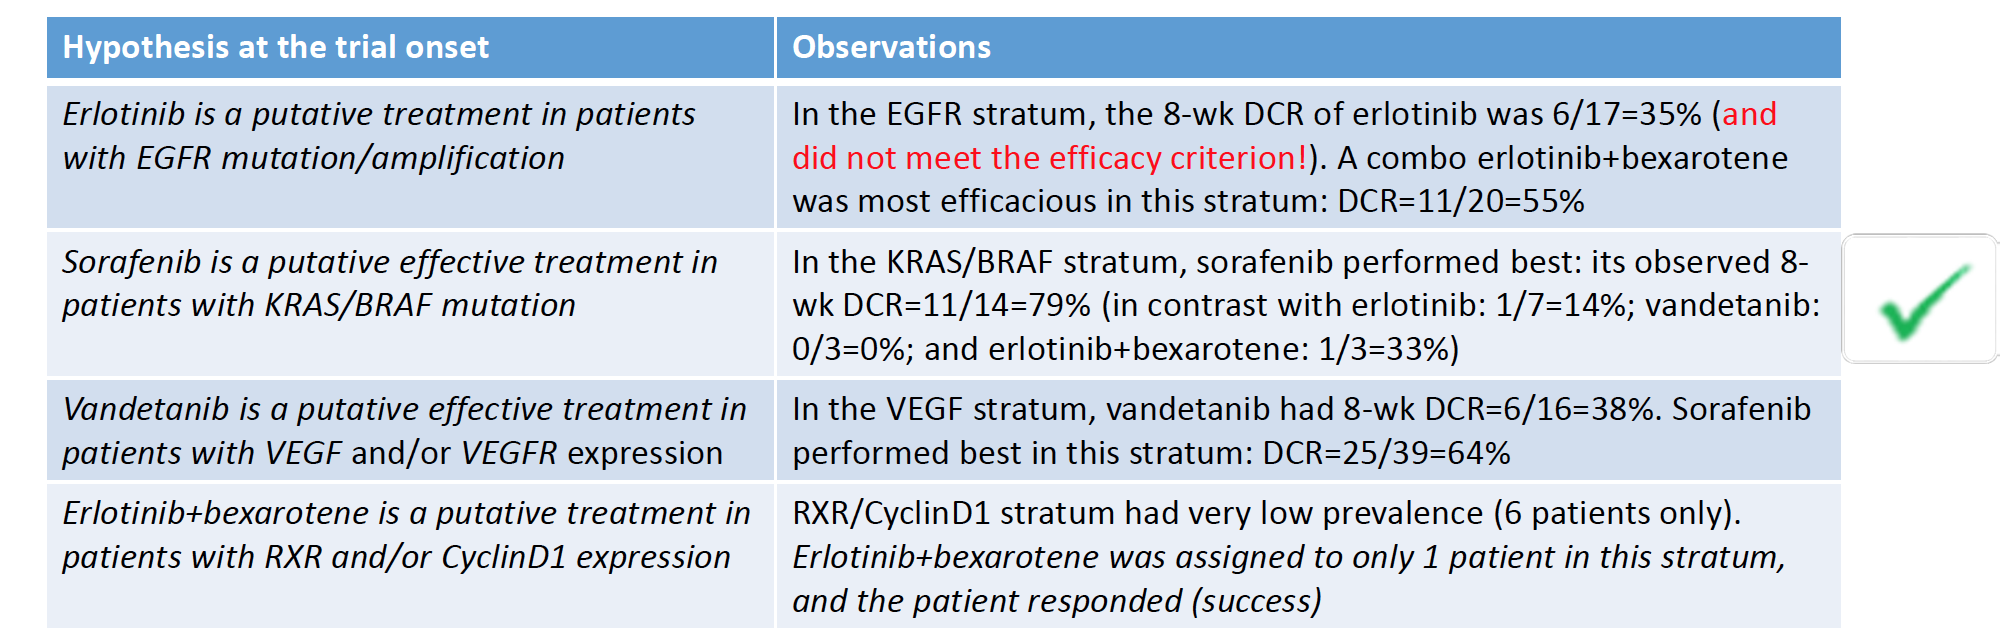 Hypothesis at the trial onset
Observations
Erlotinib is a putative treatment in patients
with EGFR mutation/amplification
In the EGFR stratum, the 8-wk DCR of erlotinib was 6/17=35% (and
did not meet the efficacy criterion!). A combo erlotinib+bexarotene
was most efficacious in this stratum: DCR=11/20=55%
Sorafenib is a putative effective treatment in
patients with KRAS/BRAF mutation
In the KRAS/BRAF stratum, sorafenib performed best: its observed 8-
wk DCR=11/14=79% (in contrast with erlotinib: 1/7=14%; vandetanib:
0/3=0%; and erlotinib+bexarotene: 1/3=33%)
Vandetanib is a putative effective treatment in
patients with VEGF and/or VEGFR expression
In the VEGF stratum, vandetanib had 8-wk DCR=6/16=38%. Sorafenib
performed best in this stratum: DCR=25/39=64%
Erlotinib+bexarotene is a putative treatment in
patients with RXR and/or CyclinD1 expression
RXR/CyclinD1 stratum had very low prevalence (6 patients only).
Erlotinib+bexarotene was assigned to only 1 patient in this stratum,
and the patient responded (success)